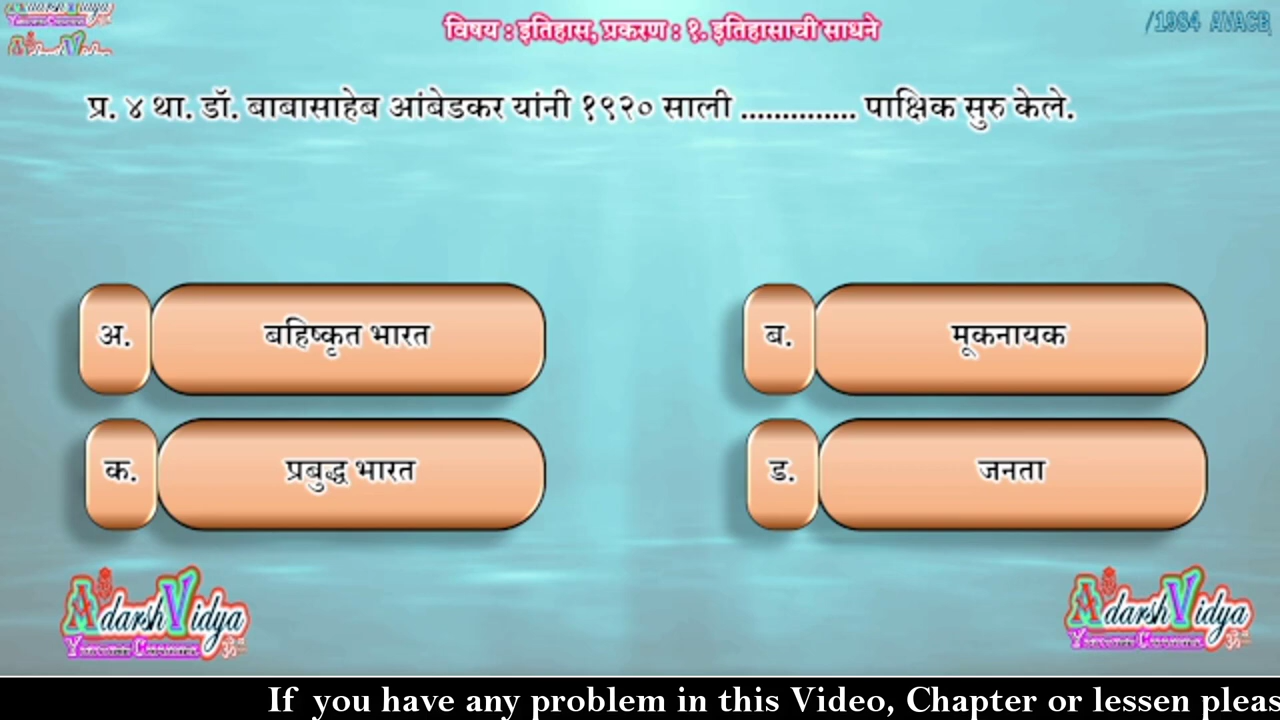 विषय : इतिहास, प्रकरण : १. इतिहासाची साधने
/1984 AVACB
प्र. ४ था. डॉ. बाबासाहेब आंबेडकर यांनी १९२० साली .............. पाक्षिक सुरु केले.
अ. बहिष्कृत भारत
ब. मूकनायक
क. प्रबुद्ध भारत
ड. जनता
AdarshVidya
AdarshVidya
If you have any problem in this Video, Chapter or lessen pleas